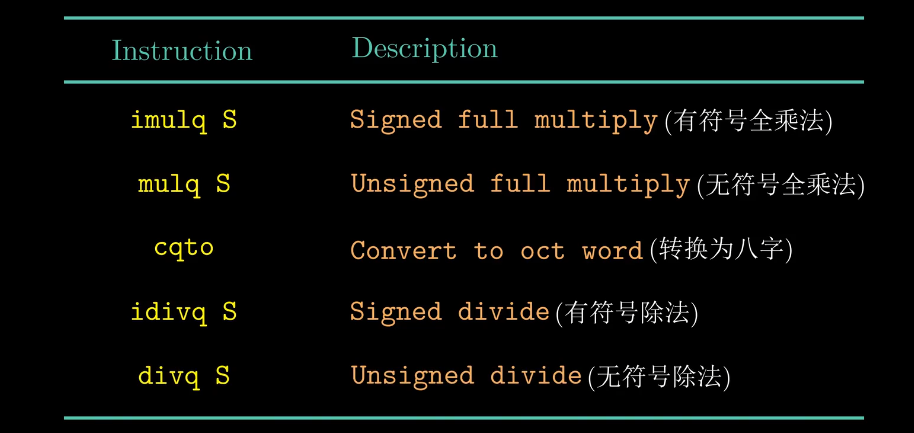 Instruction Description
imulq S Signed full multiply(有符号全乘法)
mulq S Unsigned full multiply(无符号全乘法)
cqto Convert to oct word(转换为八字)
idivq S Signed divide(有符号除法)
divq S Unsigned divide(无符号除法)